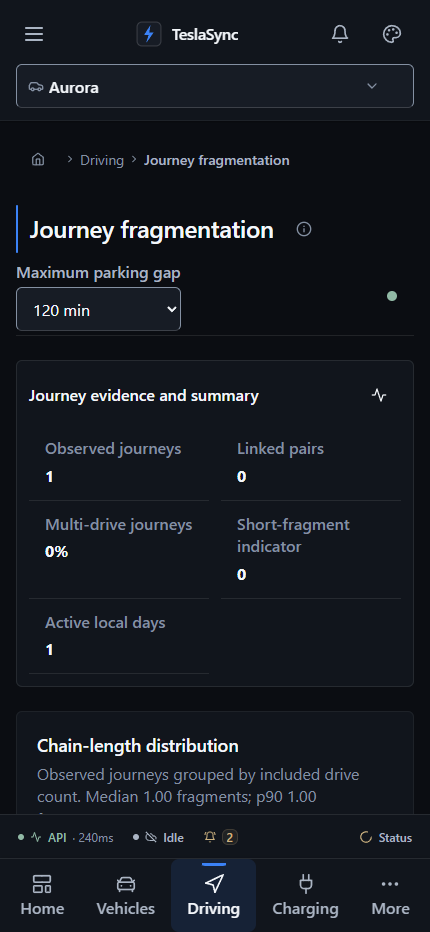 TeslaSync
Aurora
Driving
Journey fragmentation
Journey fragmentation
Maximum parking gap
120 min
Journey evidence and summary
Observed journeys
Linked pairs
1
0
Multi-drive journeys
Short-fragment
indicator
0%
0
Active local days
1
Chain-length distribution
Observed journeys grouped by included drive
count. Median 1.00 fragments; p90 1.00
API · 240ms
Idle
2
Status
Home
Vehicles
Driving
Charging
More